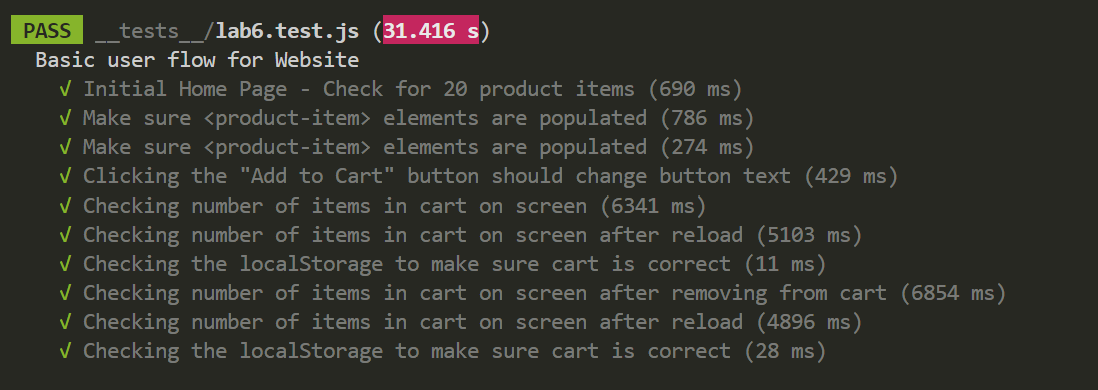 PASS __tests__/lab6.test.js (31.416 s)
Basic user flow for Website
√ Initial Home Page - Check for 20 product items (690 ms)
√ Make sure <product-item> elements are populated (786 ms)
√ Make sure <product-item> elements are populated (274 ms)
√ Clicking the "Add to Cart" button should change button text (429 ms)
√ Checking number of items in cart on screen (6341 ms)
√ Checking number of items in cart on screen after reload (5103 ms)
√ Checking the localStorage to make sure cart is correct (11 ms)
√ Checking number of items in cart on screen after removing from cart (6854 ms)
√ Checking number of items in cart on screen after reload (4896 ms)
√ Checking the localStorage to make sure cart is correct (28 ms)